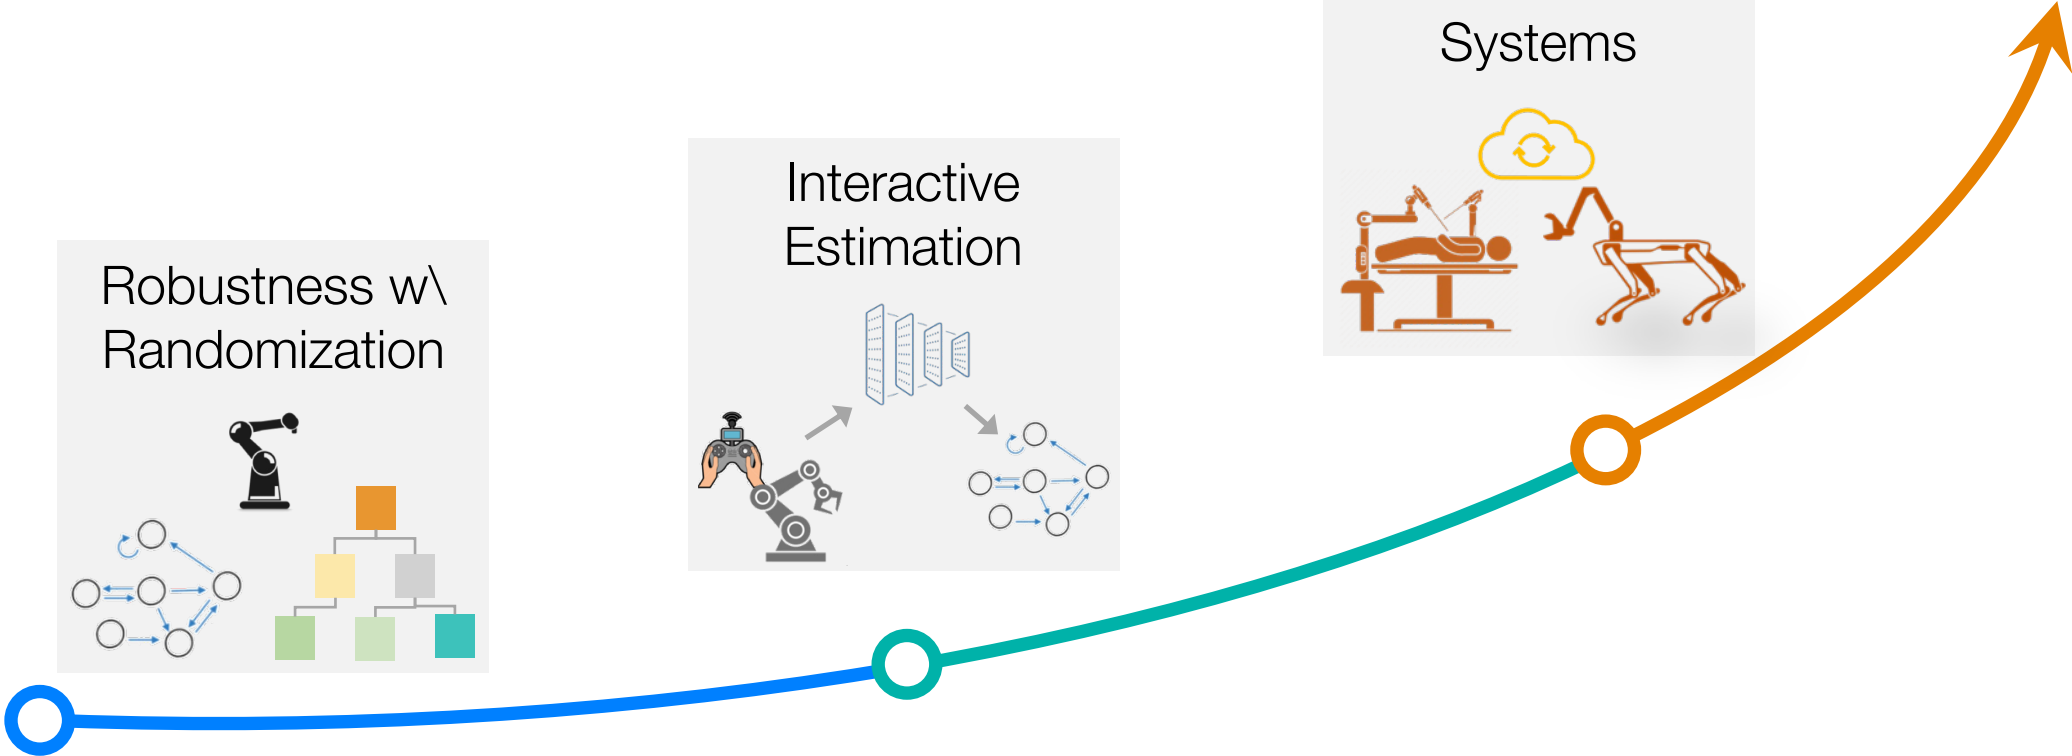 Robustness w\
Randomization
Interactive
Estimation
Systems